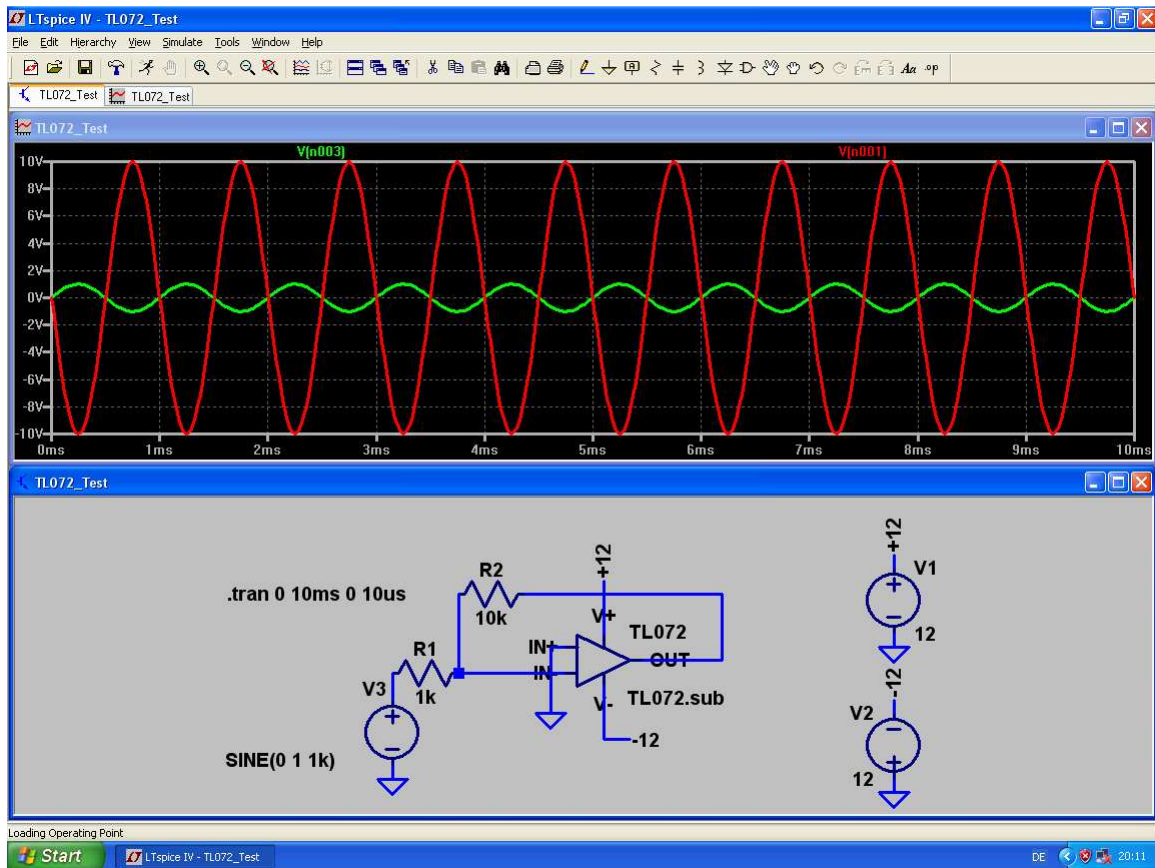 LTspice IV - TL072_Test
File Edit Hierarchy View Simulate Tools Window Help
Aa .op
TL072_Test TL072_Test
TL072_Test
V(n003) V(n001)
10V
8V
6V
4V
2V
0V
-2V
-4V
-6V
-8V
-10V
0ms 1ms 2ms 3ms 4ms 5ms 6ms 7ms 8ms 9ms 10ms
TL072_Test
.tran 0 10ms 0 10us
R2
10k
+12
V+
TL072
IN+
IN-
OUT
R1
1k
V3
V-
TL072.sub
-12
SINE(0 1 1k)
+12
V1
12
-12
V2
12
Loading Operating Point
Start LTspice IV - TL072_Test DE 20:11